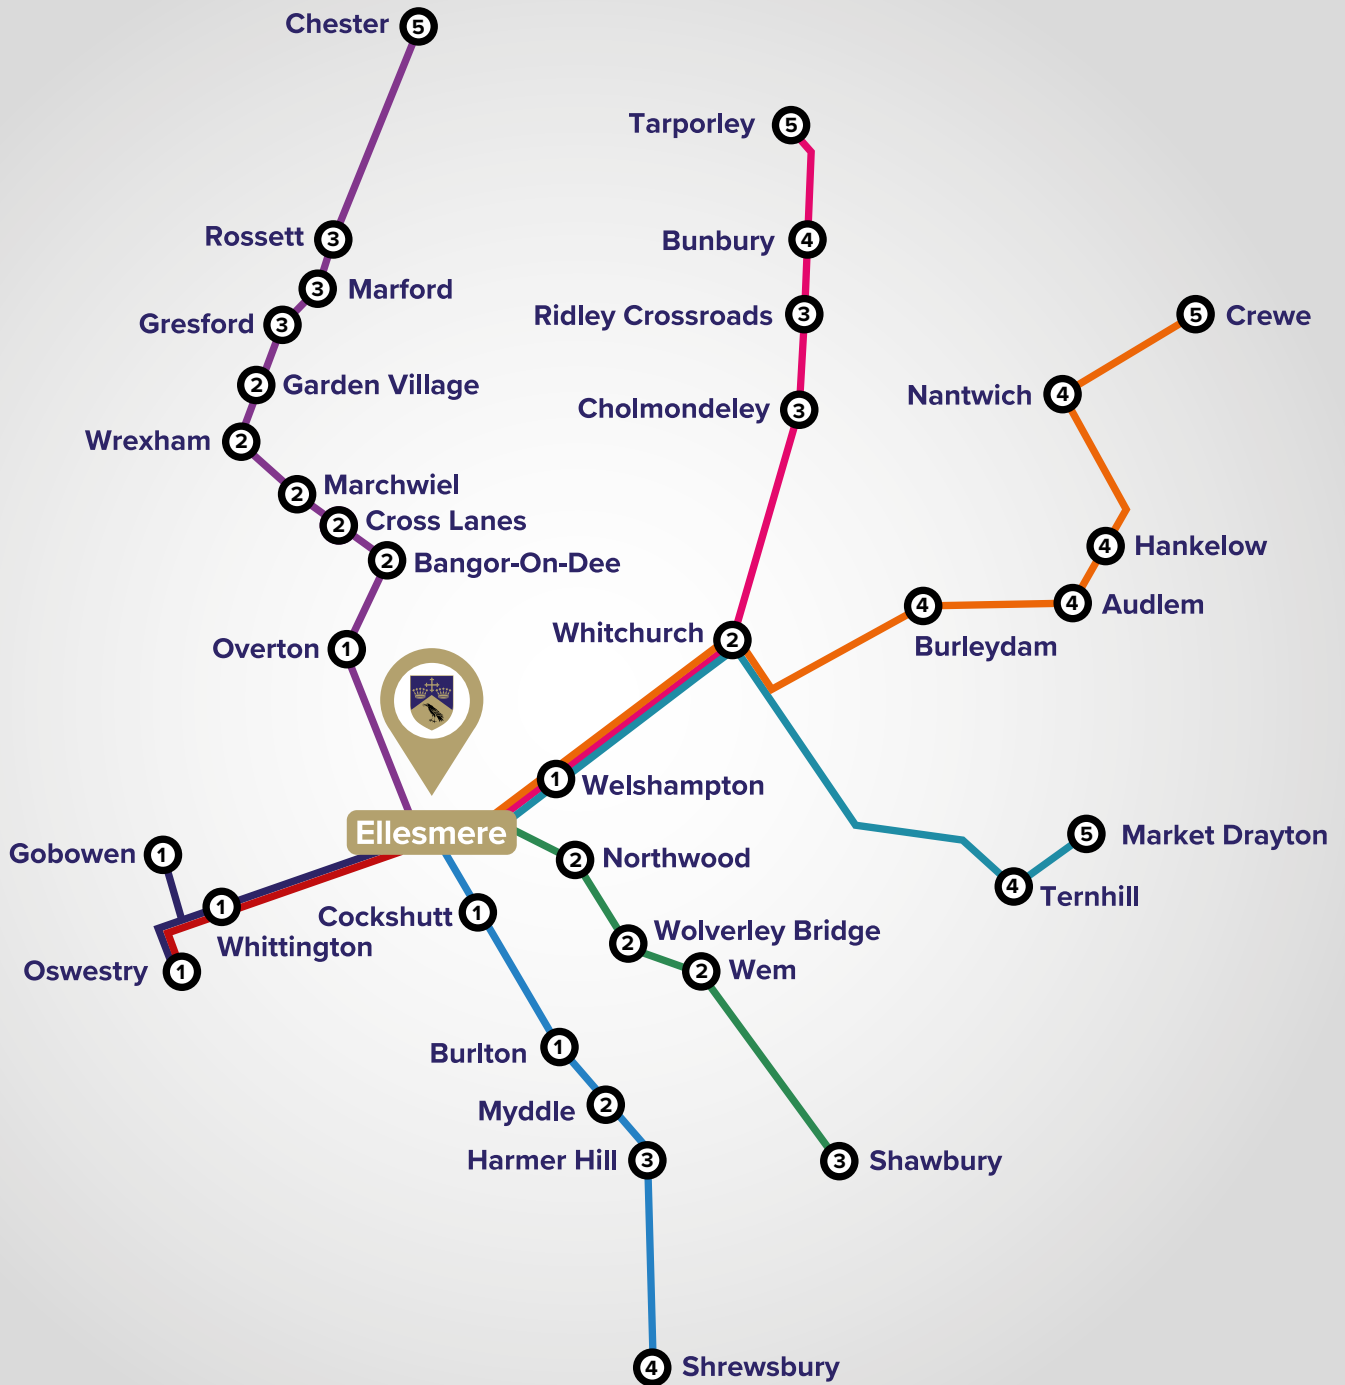 Chester 5
Tarporley 5
Rossett 3
Bunbury 4
3 Marford
Ridley Crossroads 3
5 Crewe
Gresford 3
2 Garden Village
Nantwich 4
Cholmondeley 3
Wrexham 2
2 Marchwiel
2 Cross Lanes
4 Hankelow
2 Bangor-On-Dee
4 Audlem
4 Burleydam
Whitchurch 2
Overton 1
1 Welshampton
Ellesmere
5 Market Drayton
Gobowen 1
2 Northwood
4 Ternhill
1 Whittington
Cockshutt 1
2 Wolverley Bridge
Oswestry 1
2 Wem
Burlton 1
Myddle 2
Harmer Hill 3
3 Shawbury
4 Shrewsbury